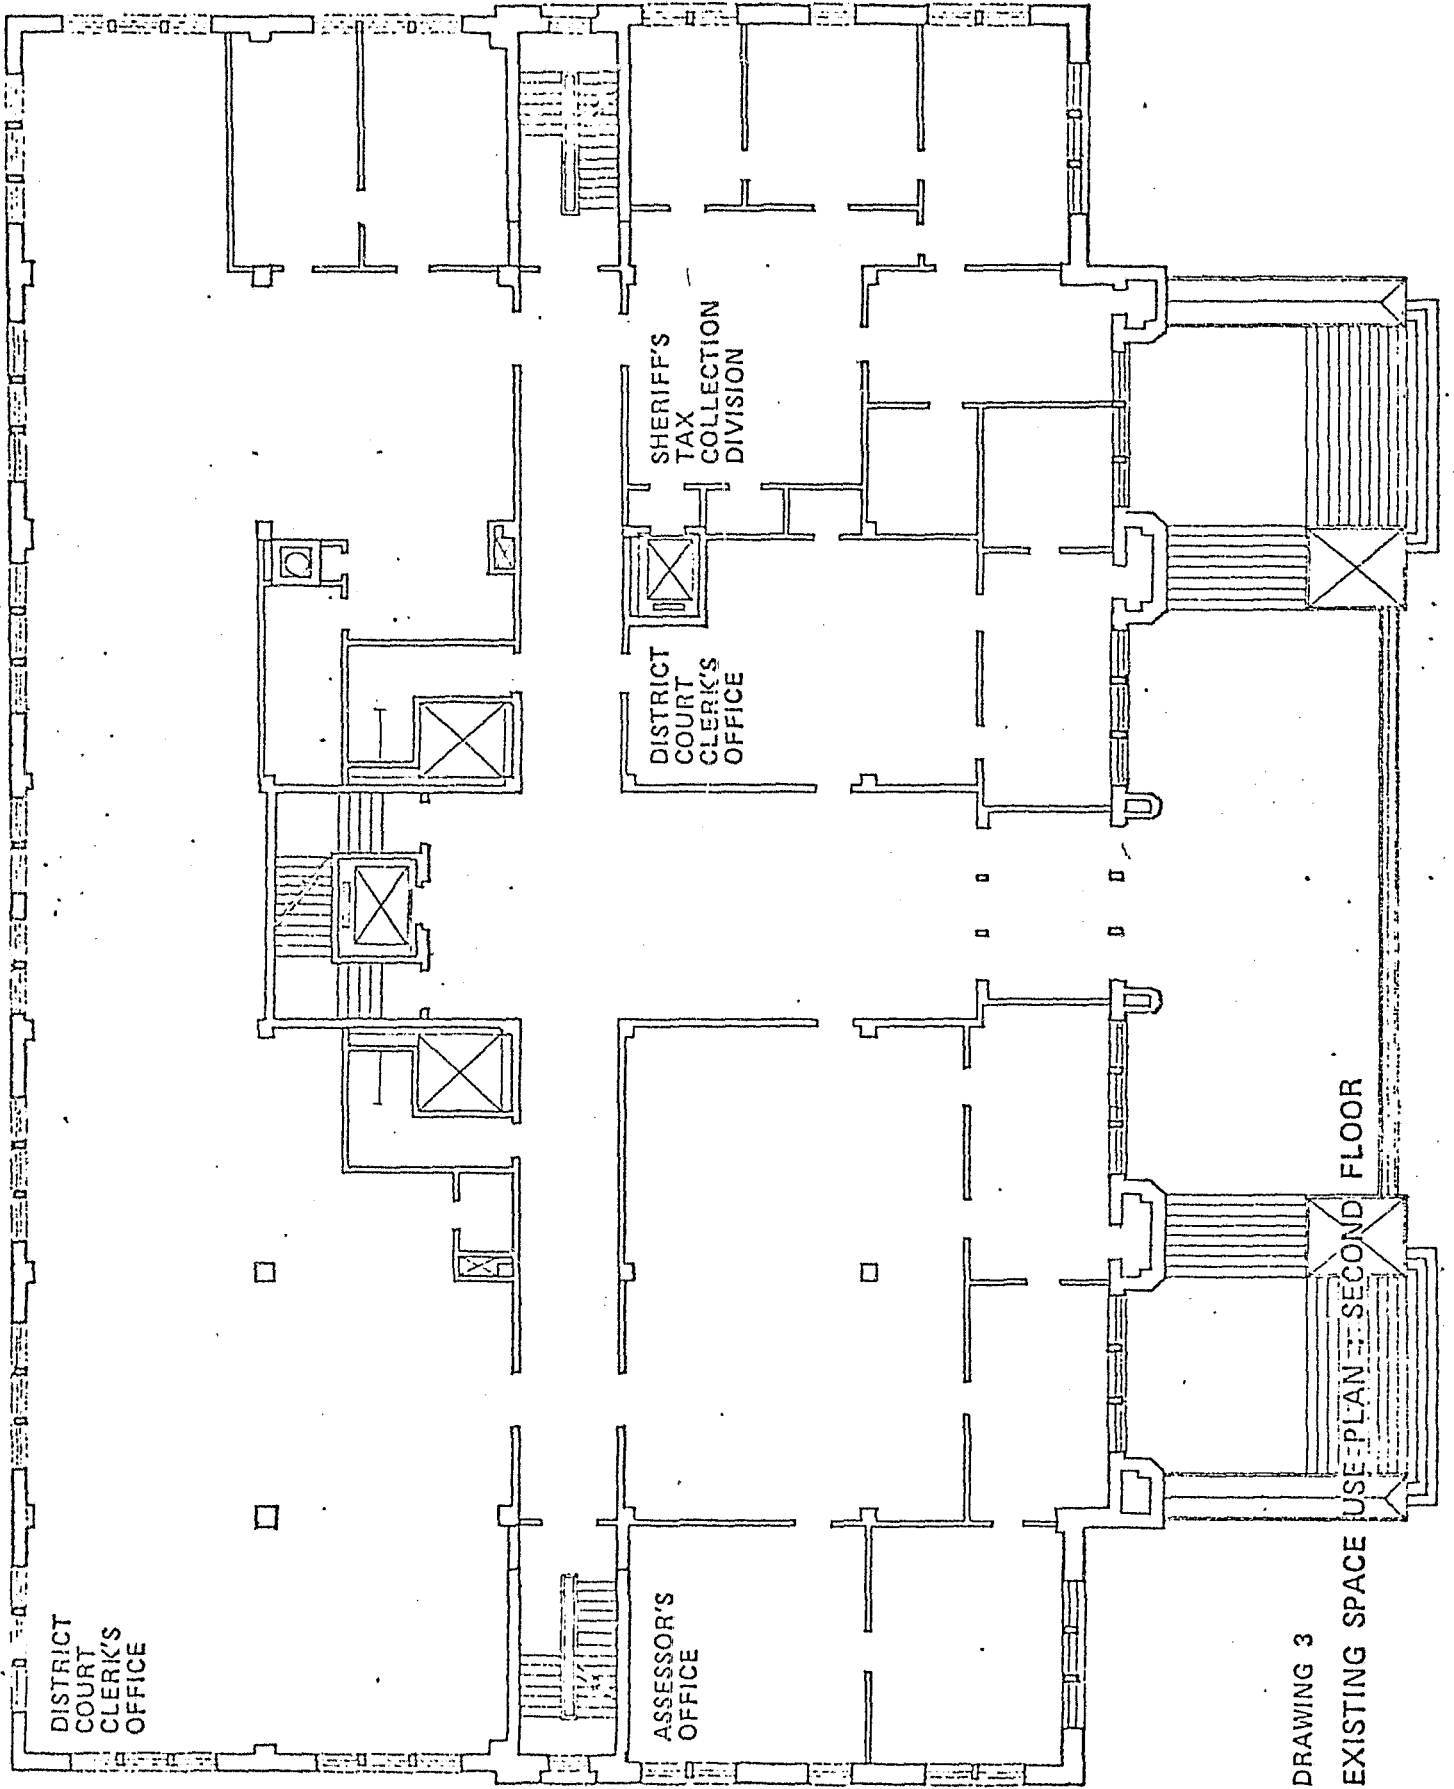 DISTRICT
COURT
CLERK'S
OFFICE
ASSESSOR'S
OFFICE
DISTRICT
COURT
CLERK'S
OFFICE
SHERIFF'S
TAX
COLLECTION
DIVISION
DRAWING 3
EXISTING SPACE USE PLAN : SECOND FLOOR